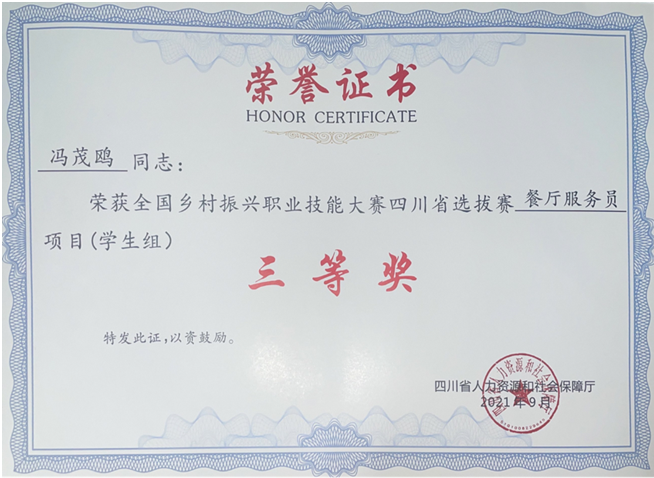 荣誉证书
HONOR CERTIFICATE
冯茂鸥 同志：
荣获全国乡村振兴职业技能大赛四川省选拔赛餐厅服务员
项目(学生组)
三等奖
特发此证,以资鼓励。
四川省人力资源和社会保障厅
2021年9月